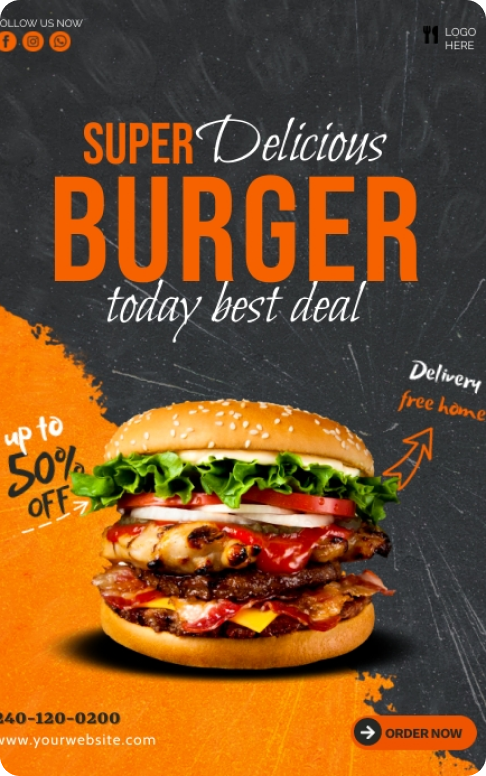 OLLOW US NOW
LOGO
HERE
SUPER Delicious
BURGER
today best deal
Delivery
free home
up to
50%
OFF
240-120-0200
www.yourwebsite.com
ORDER NOW